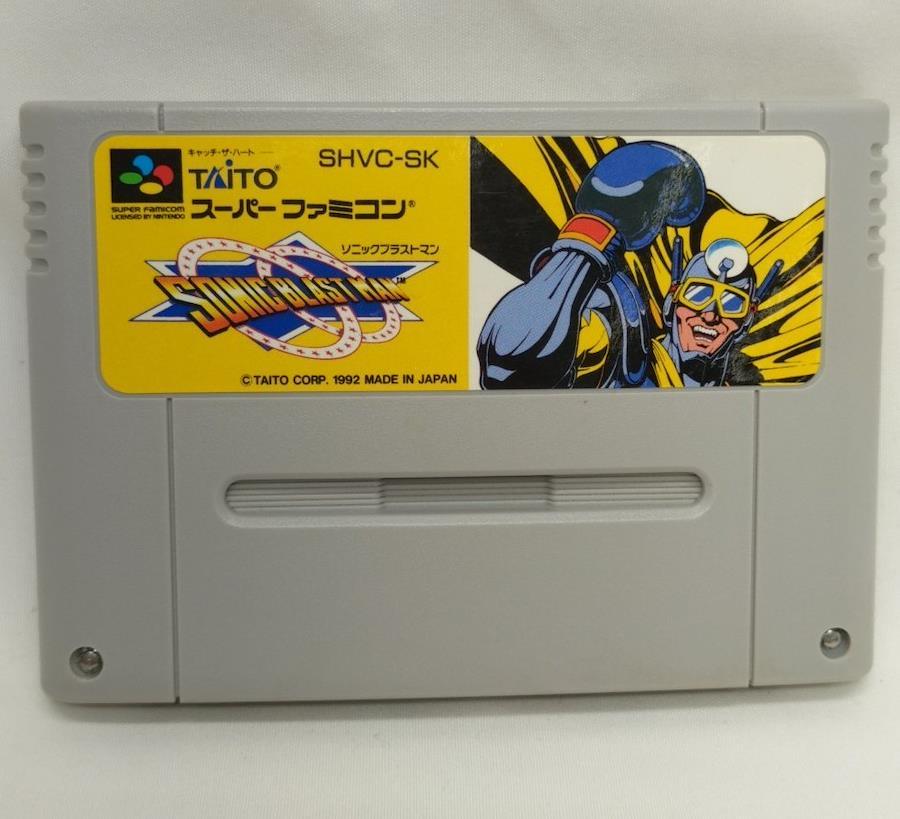 キャッチ・ザ・ハート
TAITO®
SHVC-SK
SUPER FAMICOM
LICENSED BY NINTENDO
スーパーファミコン®
ソニックブラストマン
SONIC BLAST MAN™
©TAITO CORP. 1992 MADE IN JAPAN